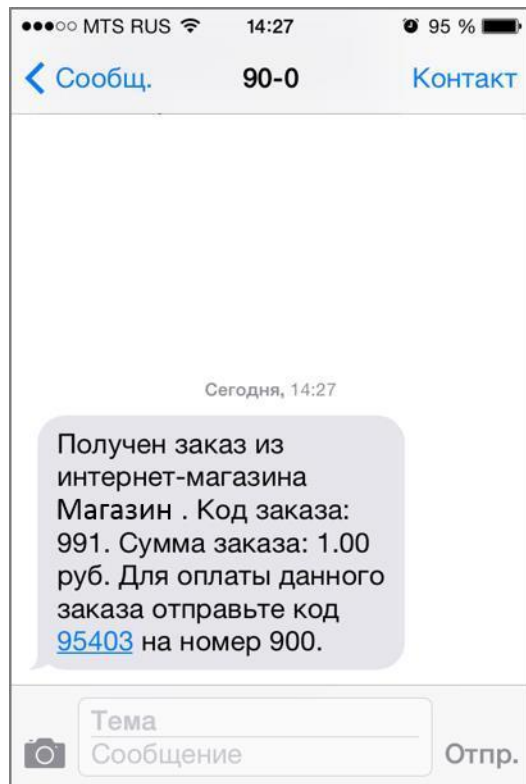 MTS RUS 14:27 95 %
Сообщ. 90-0 Контакт
Сегодня, 14:27
Получен заказ из
интернет-магазина
Магазин . Код заказа:
991. Сумма заказа: 1.00
руб. Для оплаты данного
заказа отправьте код
95403 на номер 900.
Тема
Сообщение Отпр.